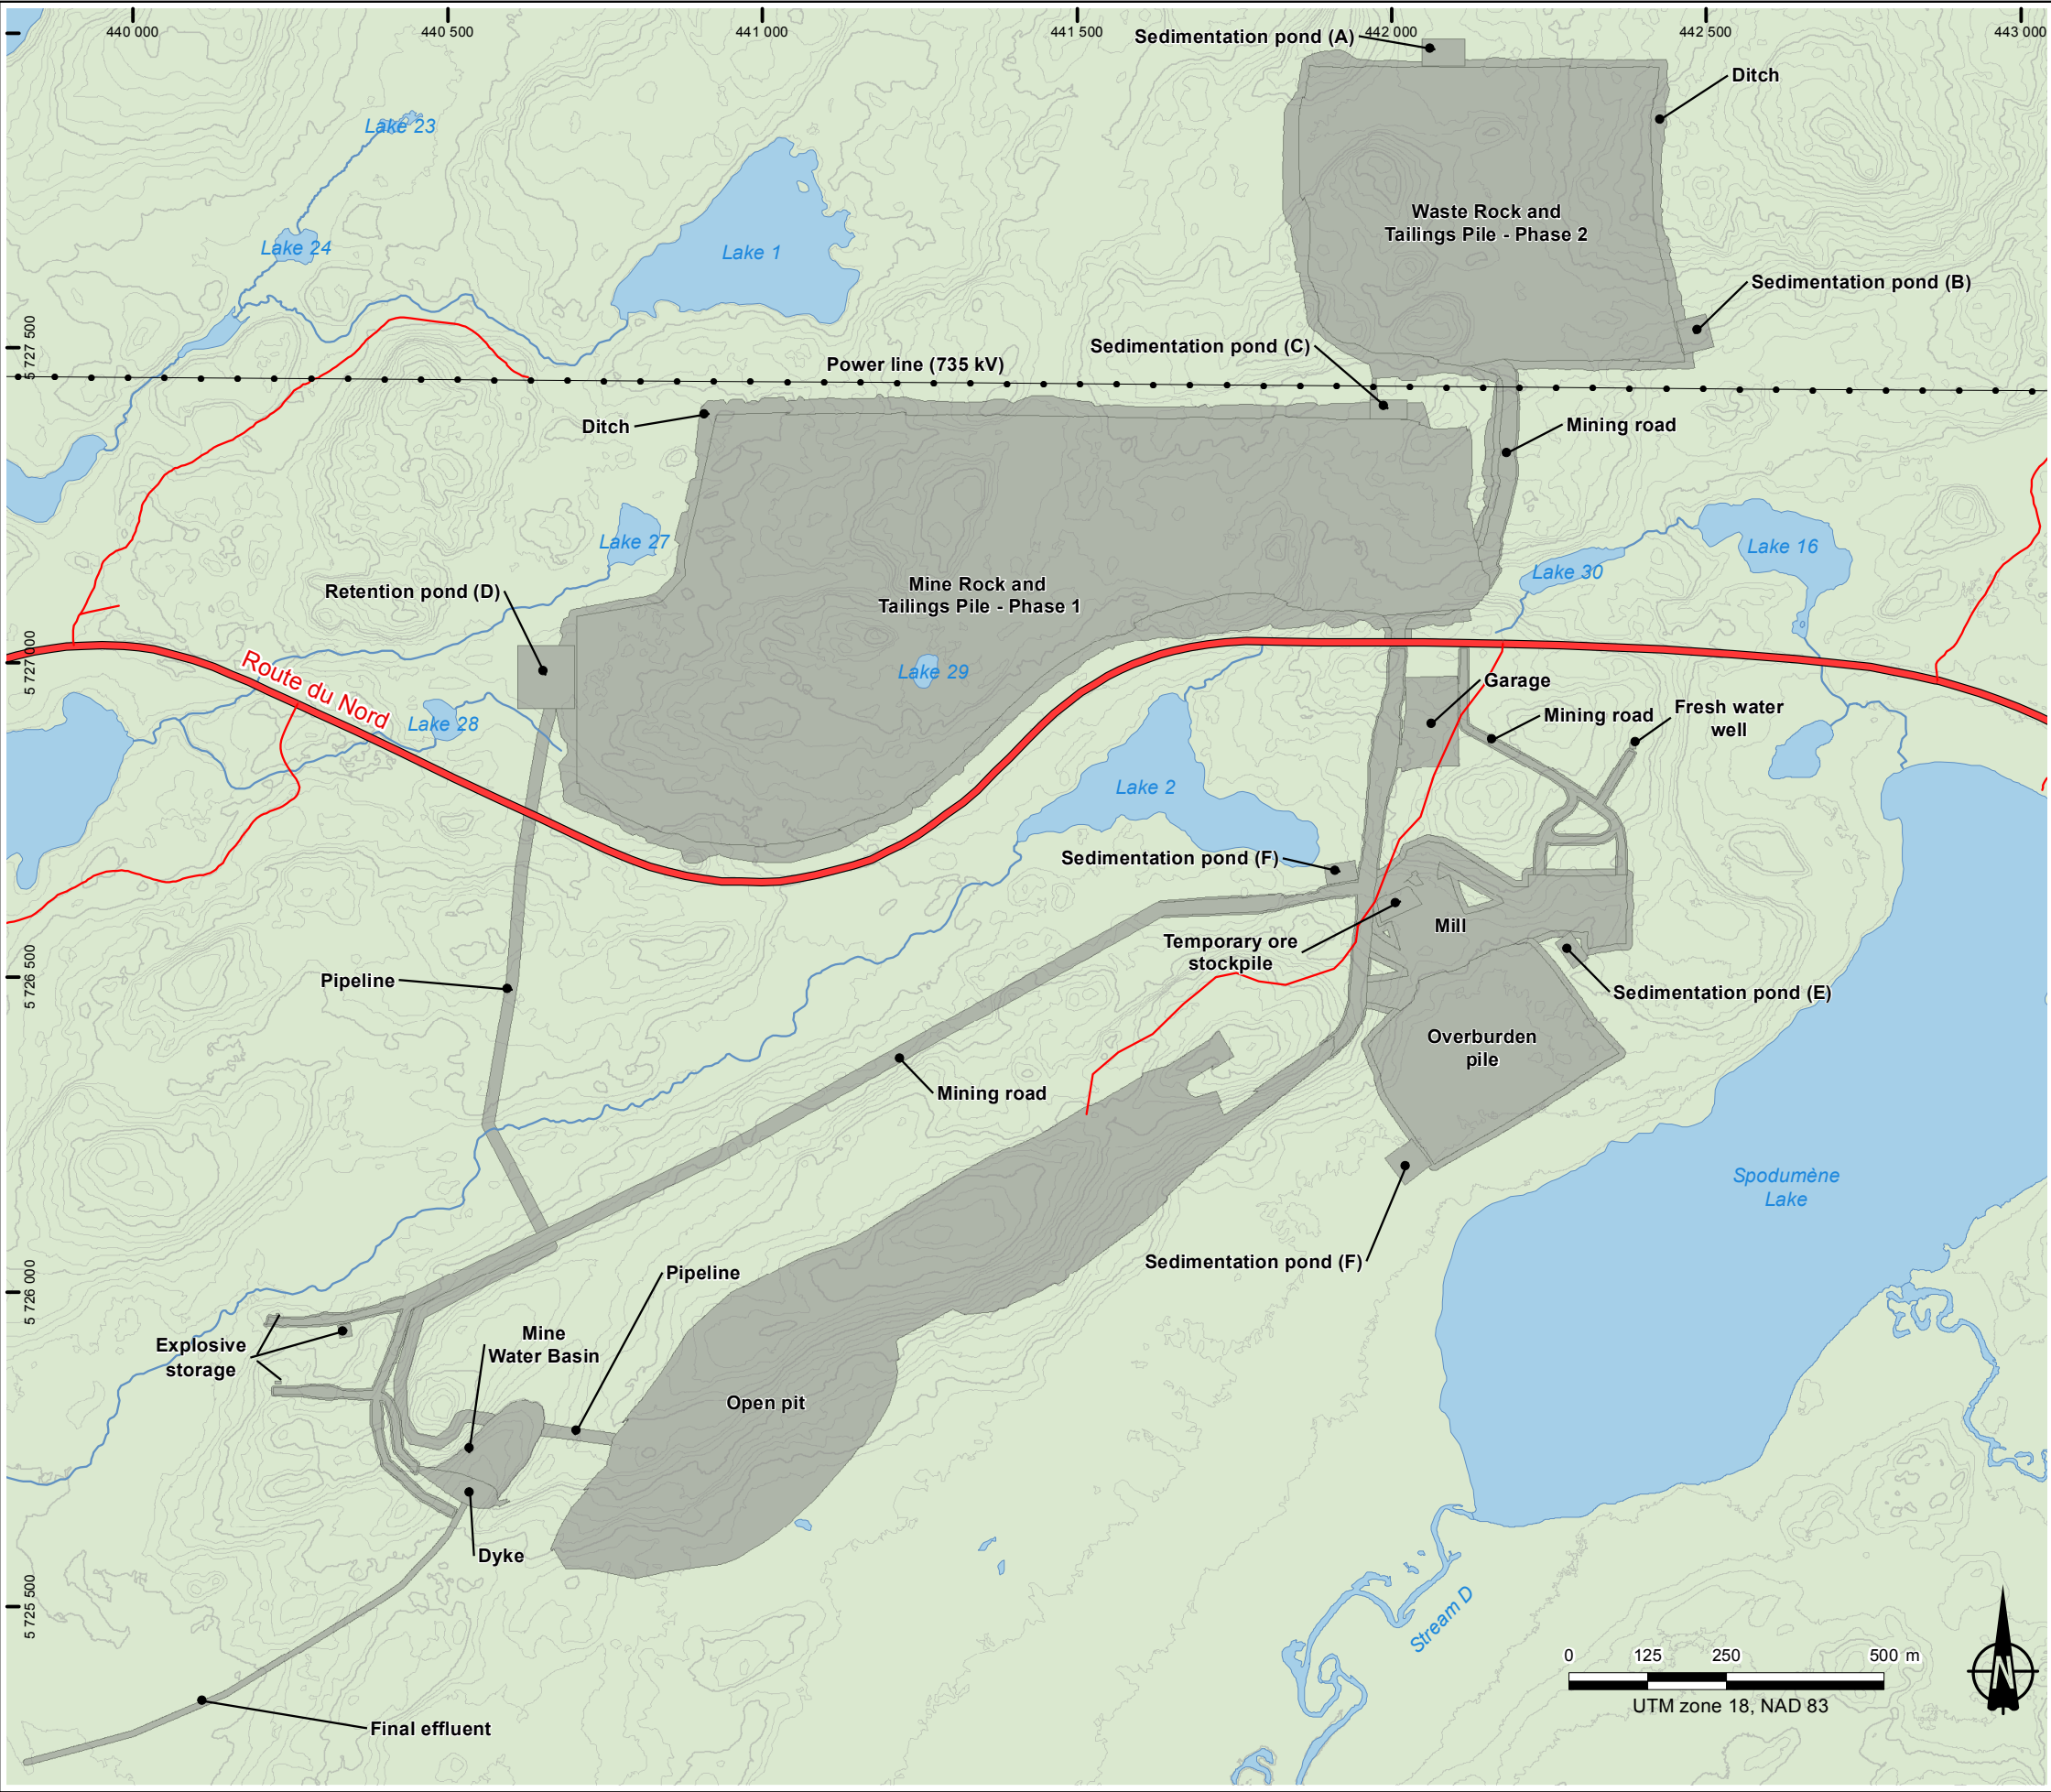 440 000
440 500
441 000
441 500
442 000
442 500
443 000
Sedimentation pond (A)
Ditch
Lake 23
Waste Rock and
Tailings Pile - Phase 2
Lake 24
Lake 1
Sedimentation pond (B)
5 727 500
Sedimentation pond (C)
Power line (735 kV)
Ditch
Mining road
Lake 27
Lake 16
Lake 30
Retention pond (D)
Mine Rock and
Tailings Pile - Phase 1
5 727 000
Route du Nord
Lake 29
Garage
Lake 28
Mining road
Fresh water
well
Lake 2
Sedimentation pond (F)
Mill
Temporary ore
stockpile
5 726 500
Pipeline
Sedimentation pond (E)
Overburden
pile
Mining road
Spodumène
Lake
Sedimentation pond (F)
Pipeline
5 726 000
Explosive
storage
Mine
Water Basin
Open pit
Dyke
5 725 500
Stream D
0 125 250 500 m
UTM zone 18, NAD 83
N
Final effluent